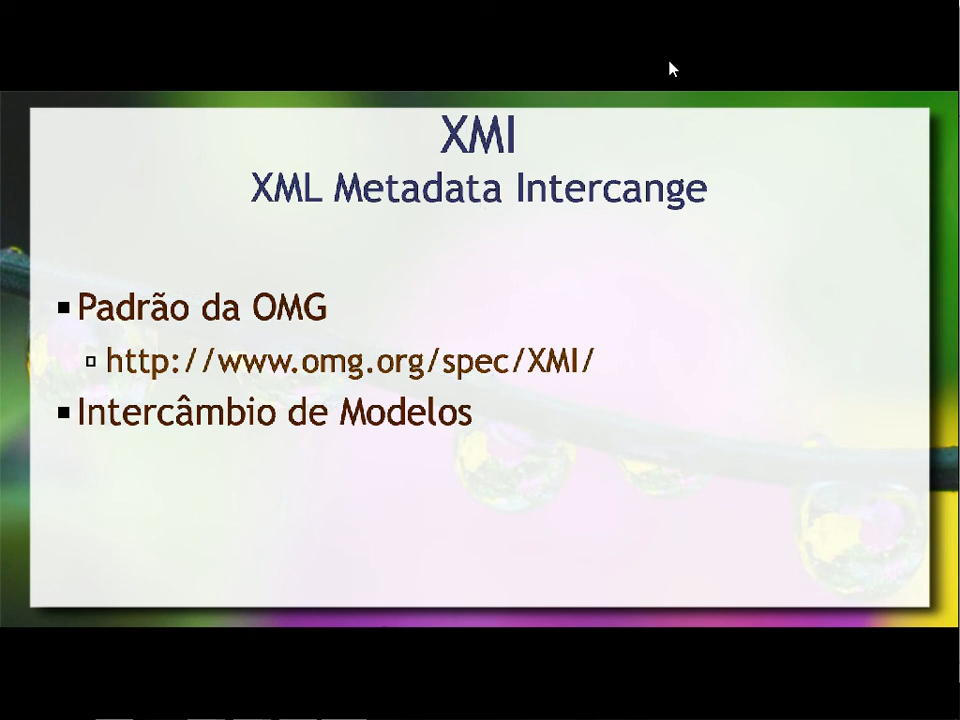 XMI
XML Metadata Intercange
Padrão da OMG
http://www.omg.org/spec/XMI/
Intercâmbio de Modelos